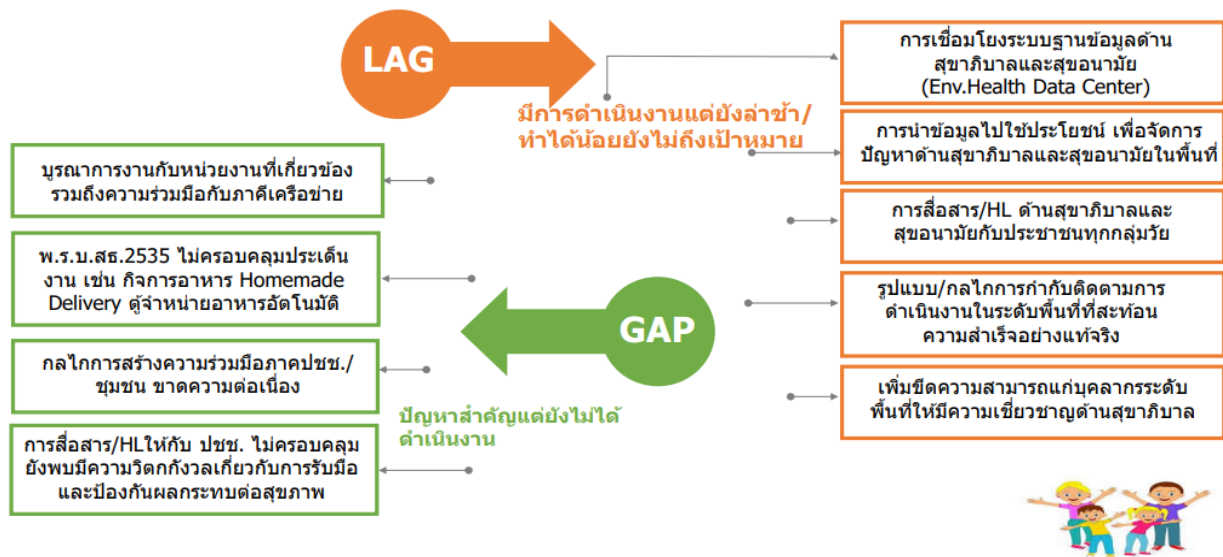 LAG
มีการดำเนินงานแต่ยังล่าช้า/
ทำได้น้อยยังไม่ถึงเป้าหมาย
การเชื่อมโยงระบบฐานข้อมูลด้าน
สุขาภิบาลและสุขอนามัย
(Env.Health Data Center)
การนำข้อมูลไปใช้ประโยชน์ เพื่อจัดการ
ปัญหาด้านสุขาภิบาลและสุขอนามัยในพื้นที่
การสื่อสาร/HL ด้านสุขาภิบาลและ
สุขอนามัยกับประชาชนทุกกลุ่มวัย
รูปแบบ/กลไกการกำกับติดตามการ
ดำเนินงานในระดับพื้นที่ที่สะท้อน
ความสำเร็จอย่างแท้จริง
เพิ่มขีดความสามารถแก่บุคลากรระดับ
พื้นที่ให้มีความเชี่ยวชาญด้านสุขาภิบาล
GAP
ปัญหาสำคัญแต่ยังไม่ได้
ดำเนินงาน
บูรณาการงานกับหน่วยงานที่เกี่ยวข้อง
รวมถึงความร่วมมือกับภาคีเครือข่าย
พ.ร.บ.สธ.2535 ไม่ครอบคลุมประเด็น
งาน เช่น กิจการอาหาร Homemade
Delivery ตู้จำหน่ายอาหารอัตโนมัติ
กลไกการสร้างความร่วมมือภาคปชช./
ชุมชน ขาดความต่อเนื่อง
การสื่อสาร/HLให้กับ ปชช. ไม่ครอบคลุม
ยังพบมีความวิตกกังวลเกี่ยวกับการรับมือ
และป้องกันผลกระทบต่อสุขภาพ